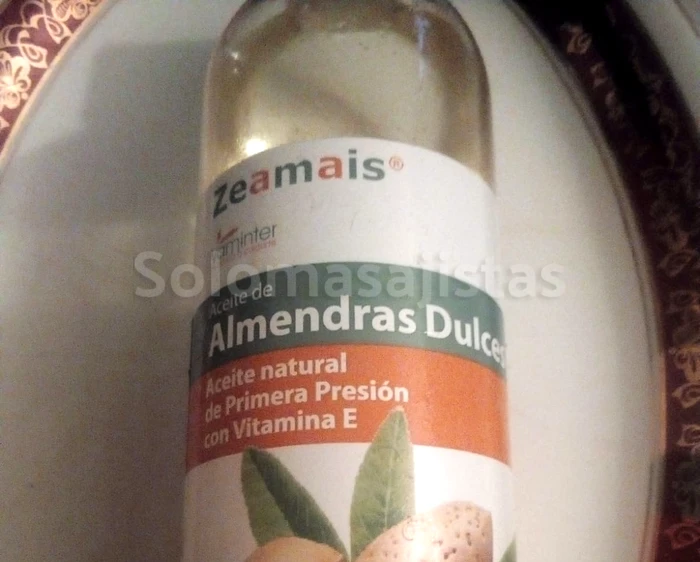 Zeamais®
Solomasajistas
Aceite de
Almendras Dulces
Aceite natural
de Primera Presión
con Vitamina E